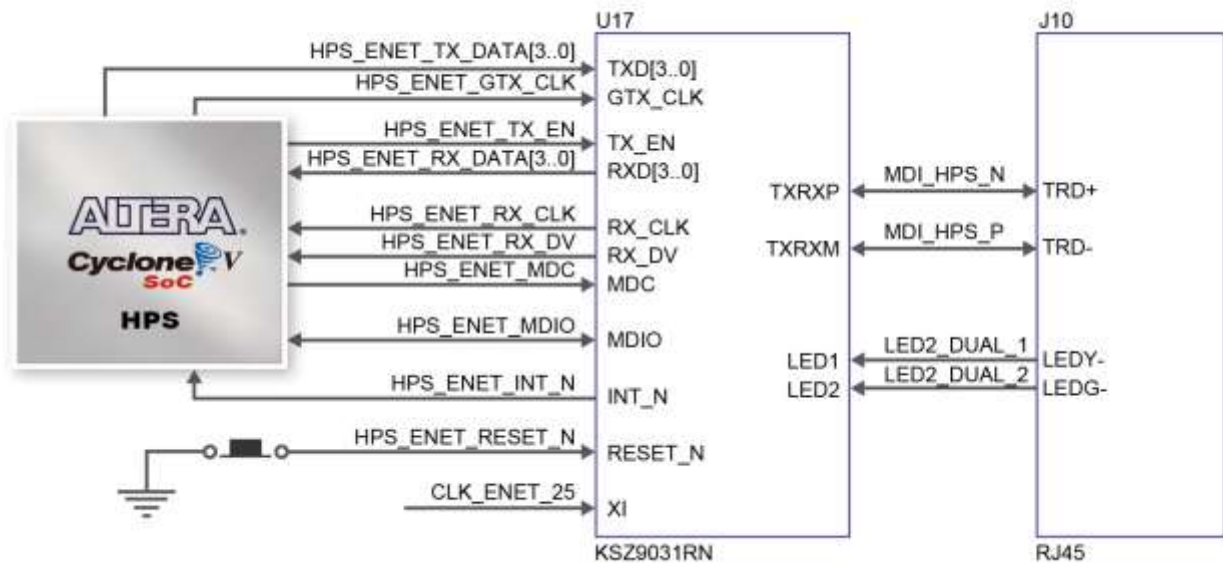 U17
J10
HPS_ENET_TX_DATA[3..0]
TXD[3..0]
HPS_ENET_GTX_CLK
GTX_CLK
HPS_ENET_TX_EN
TX_EN
HPS_ENET_RX_DATA[3..0]
RXD[3..0]
HPS_ENET_RX_CLK
RX_CLK
HPS_ENET_RX_DV
RX_DV
HPS_ENET_MDC
MDC
HPS_ENET_MDIO
MDIO
HPS_ENET_INT_N
INT_N
HPS_ENET_RESET_N
RESET_N
CLK_ENET_25
XI
ALTERA®
Cyclone V
SoC
HPS
TXRXP
MDI_HPS_N
TRD+
TXRXM
MDI_HPS_P
TRD-
LED1
LED2_DUAL_1
LEDY-
LED2
LED2_DUAL_2
LEDG-
KSZ9031RN
RJ45